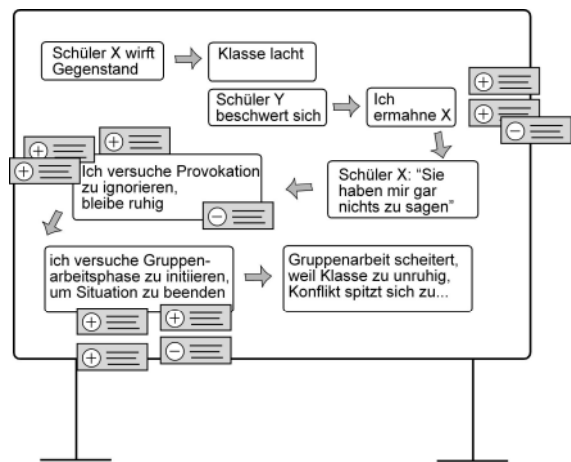 Schüler X wirft
Gegenstand
Klasse lacht
Schüler Y
beschwert sich
Ich
ermahne X
Schüler X: “Sie
haben mir gar
nichts zu sagen”
Ich versuche Provokation
zu ignorieren,
bleibe ruhig
ich versuche Gruppen-
arbeitsphase zu initiieren,
um Situation zu beenden
Gruppenarbeit scheitert,
weil Klasse zu unruhig,
Konflikt spitzt sich zu...